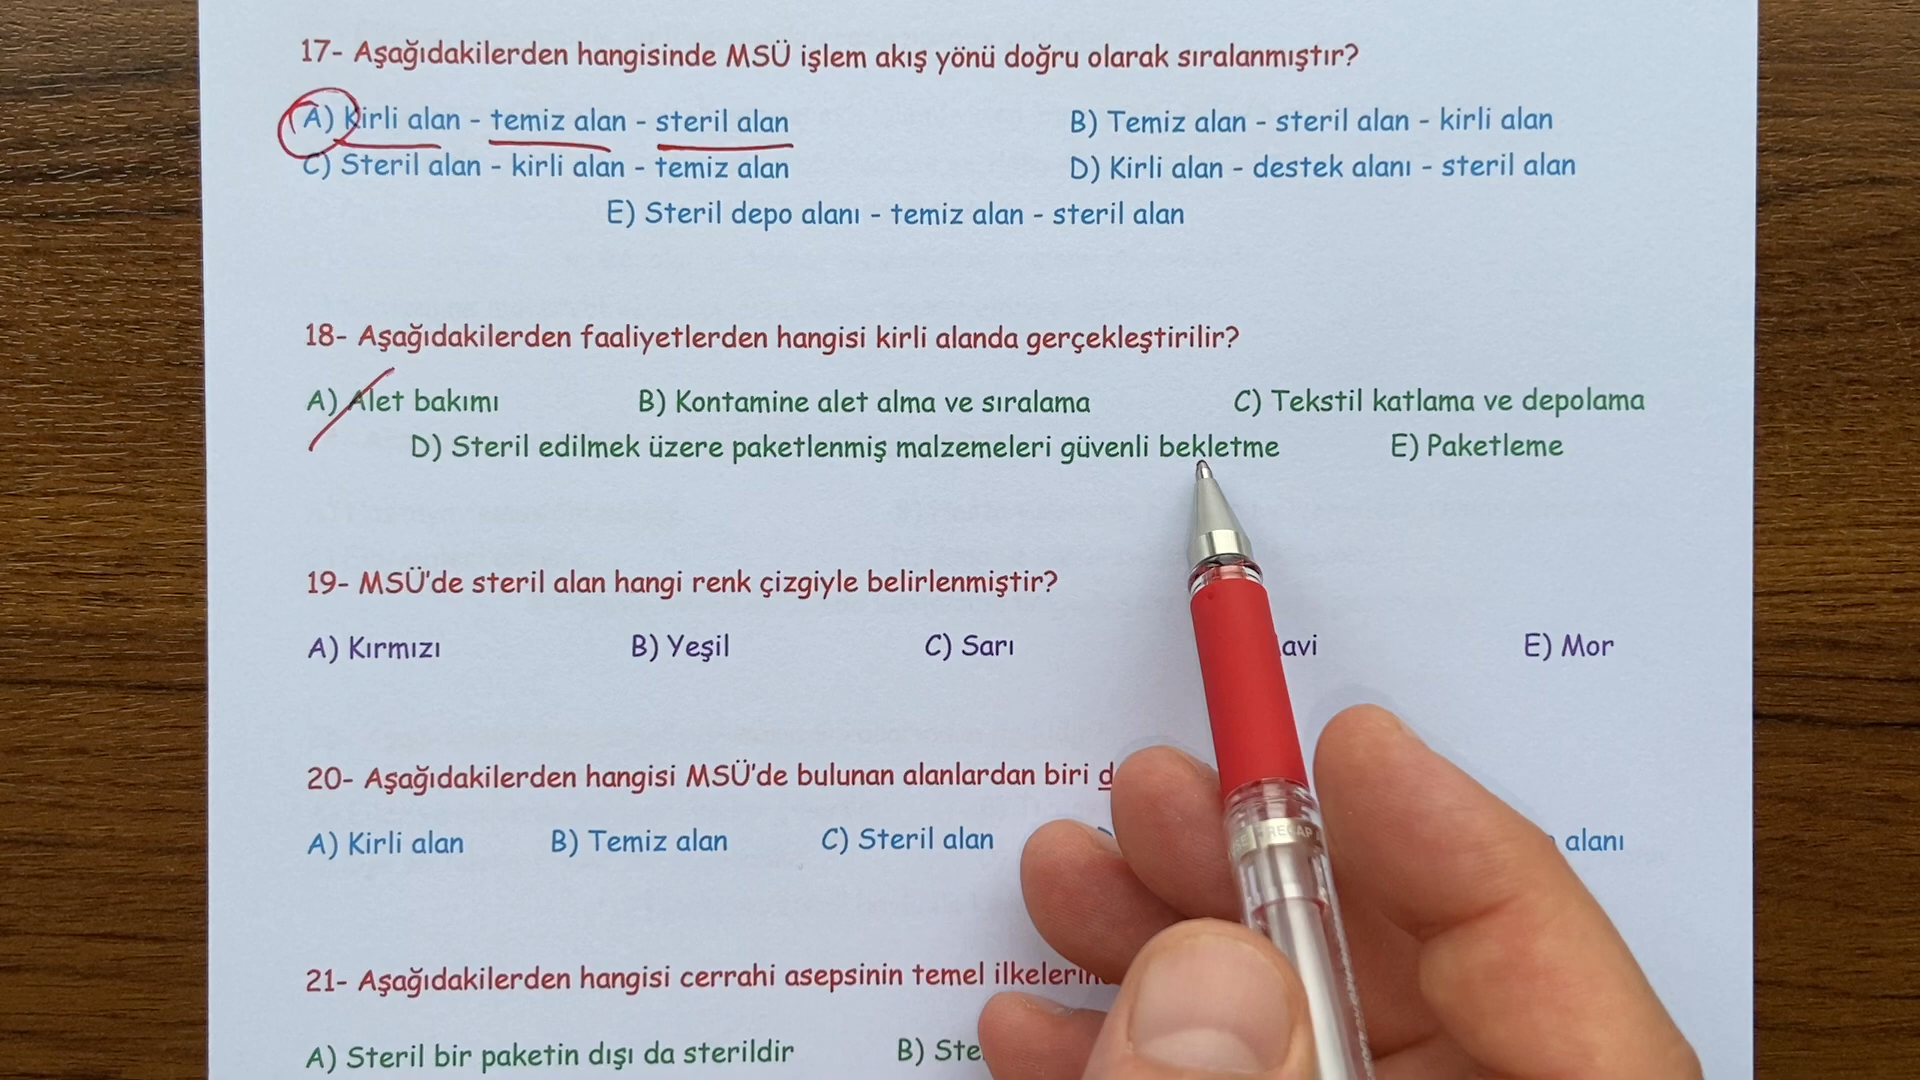 17- Aşağıdakilerden hangisinde MSÜ işlem akış yönü doğru olarak sıralanmıştır?
A) Kirli alan - temiz alan - steril alan B) Temiz alan - steril alan - kirli alan
C) Steril alan - kirli alan - temiz alan D) Kirli alan - destek alanı - steril alan
E) Steril depo alanı - temiz alan - steril alan
18- Aşağıdakilerden faaliyetlerden hangisi kirli alanda gerçekleştirilir?
A) Alet bakımı B) Kontamine alet alma ve sıralama C) Tekstil katlama ve depolama
D) Steril edilmek üzere paketlenmiş malzemeleri güvenli bekletme E) Paketleme
19- MSÜ'de steril alan hangi renk çizgiyle belirlenmiştir?
A) Kırmızı B) Yeşil C) Sarı avi E) Mor
20- Aşağıdakilerden hangisi MSÜ'de bulunan alanlardan biri
A) Kirli alan B) Temiz alan C) Steril alan alanı
21- Aşağıdakilerden hangisi cerrahi asepsinin temel
A) Steril bir paketin dışı da sterildir B) Ste